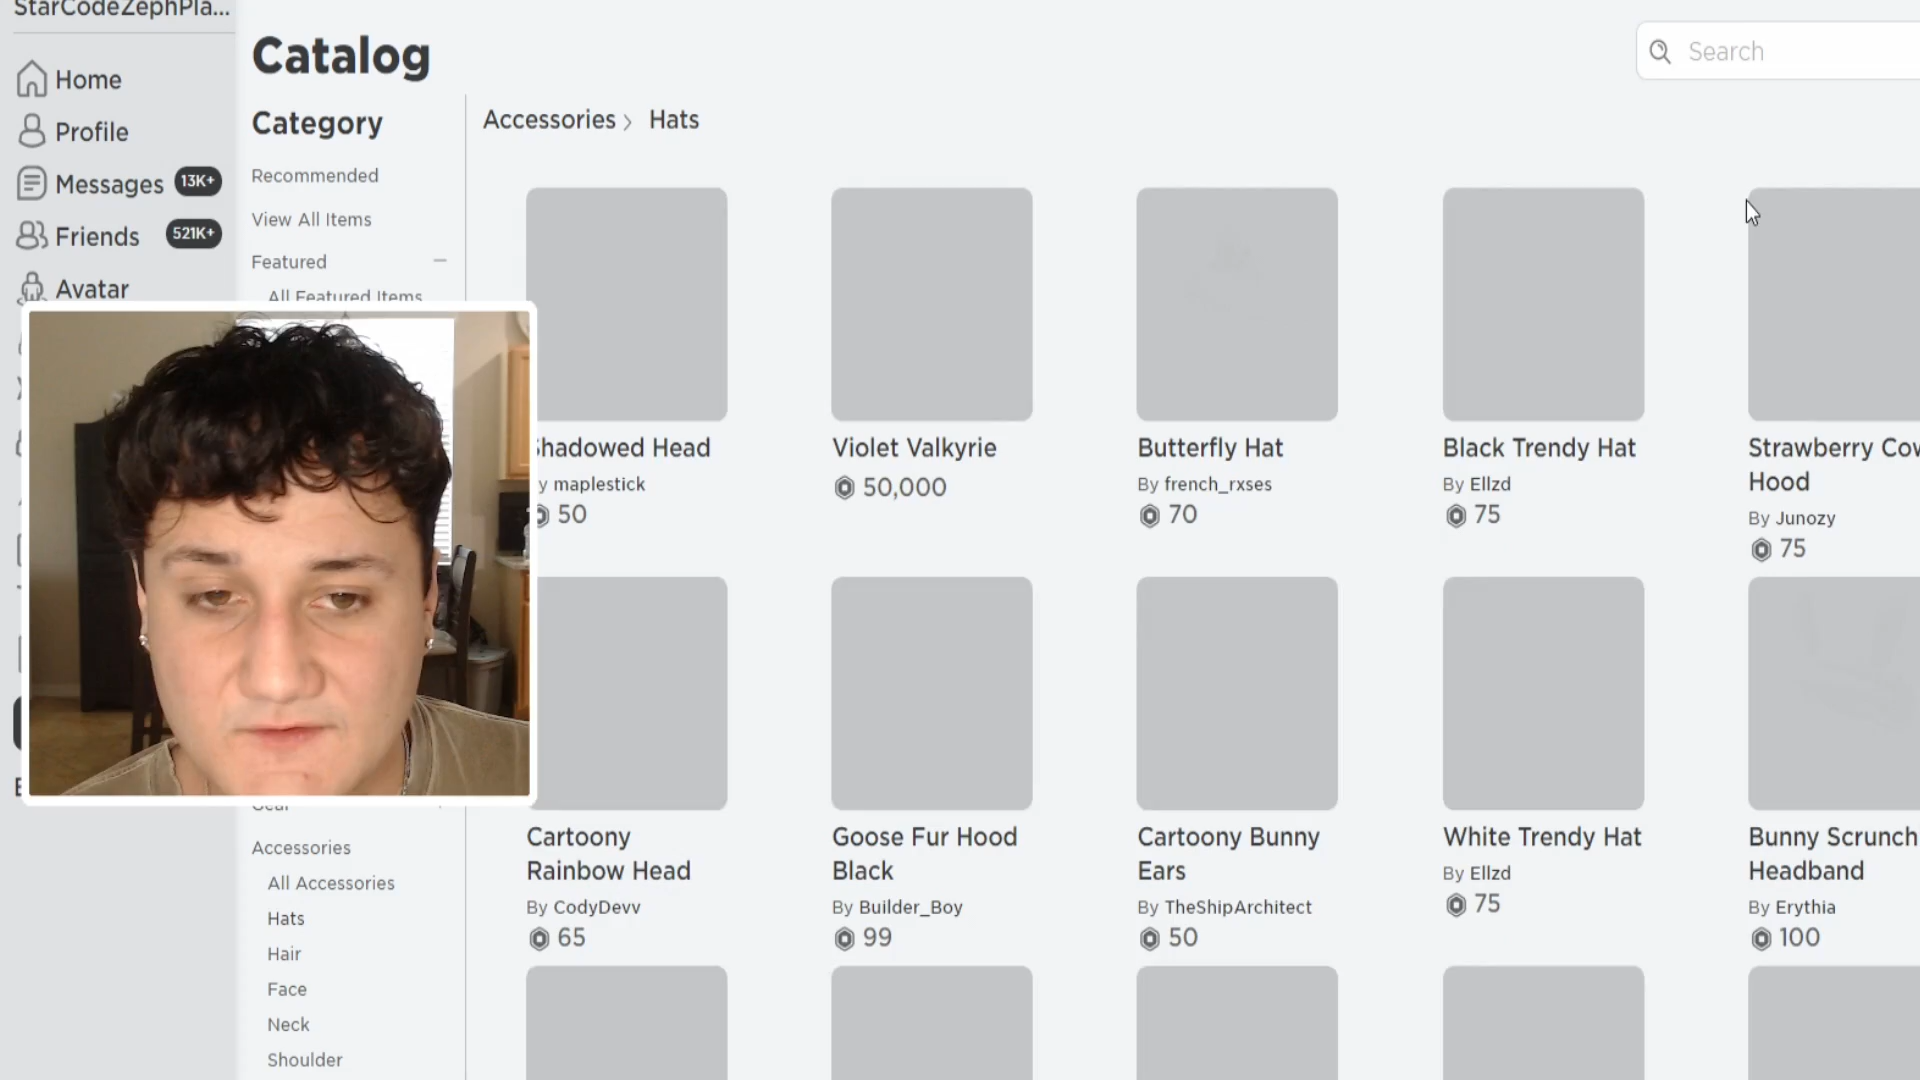 StarCodeZephPla...
Home
Profile
Messages 13K+
Friends 521K+
Avatar
Catalog
Search
Category
Recommended
View All Items
Featured
All Featured Items
Accessories
All Accessories
Hats
Hair
Face
Neck
Shoulder
Accessories › Hats
Shadowed Head
maplestick
50
Violet Valkyrie
50,000
Butterfly Hat
By french_rxses
70
Black Trendy Hat
By Ellzd
75
Strawberry
Hood
By Junozy
75
Cartoony
Rainbow Head
By CodyDevv
65
Goose Fur Hood
Black
By Builder_Boy
99
Cartoony Bunny
Ears
By TheShipArchitect
50
White Trendy Hat
By Ellzd
75
Bunny Scrunch
Headband
By Erythia
100